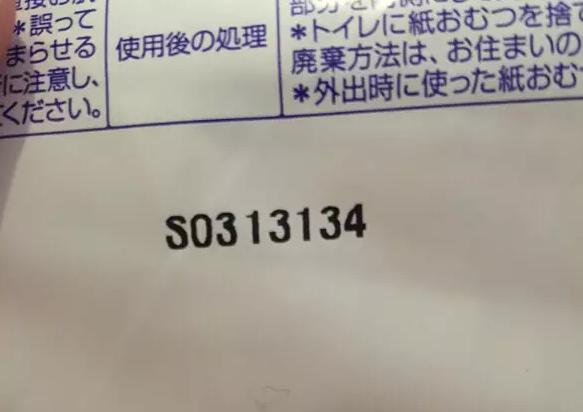 *誤って
まらせる
に注意し、
ください。
使用後の処理
*トイレに紙おむつを捨て
廃棄方法は、お住まいの
*外出時に使った紙おむ
S0313134